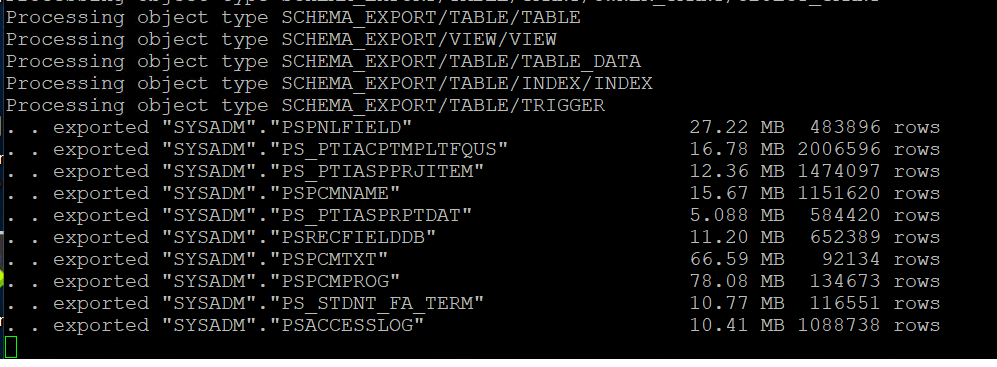 Processing object type SCHEMA_EXPORT/TABLE/TABLE
Processing object type SCHEMA_EXPORT/VIEW/VIEW
Processing object type SCHEMA_EXPORT/TABLE/TABLE_DATA
Processing object type SCHEMA_EXPORT/TABLE/INDEX/INDEX
Processing object type SCHEMA_EXPORT/TABLE/TRIGGER
. . exported "SYSADM"."PSPNLFIELD" 27.22 MB 483896 rows
. . exported "SYSADM"."PS_PTIACPTMPLTFQUS" 16.78 MB 2006596 rows
. . exported "SYSADM"."PS_PTIASPPRJITEM" 12.36 MB 1474097 rows
. . exported "SYSADM"."PSPCMNAME" 15.67 MB 1151620 rows
. . exported "SYSADM"."PS_PTIASPRPTDAT" 5.088 MB 584420 rows
. . exported "SYSADM"."PSRECFIELDDB" 11.20 MB 652389 rows
. . exported "SYSADM"."PSPCMTXT" 66.59 MB 92134 rows
. . exported "SYSADM"."PSPCMPROG" 78.08 MB 134673 rows
. . exported "SYSADM"."PS_STDNT_FA_TERM" 10.77 MB 116551 rows
. . exported "SYSADM"."PSACCESSLOG" 10.41 MB 1088738 rows